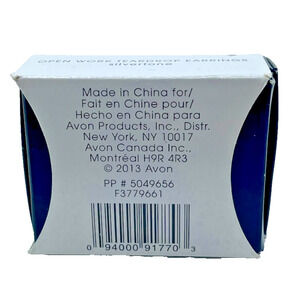 OPEN WORK TEARDROP EARRINGS
silvertone
Made in China for/
Fait en Chine pour/
Hecho en China para
Avon Products, Inc., Distr.
New York, NY 10017
Avon Canada Inc.,
Montréal H9R 4R3
© 2013 Avon
PP # 5049656
F3779661
0 94000 91770 3